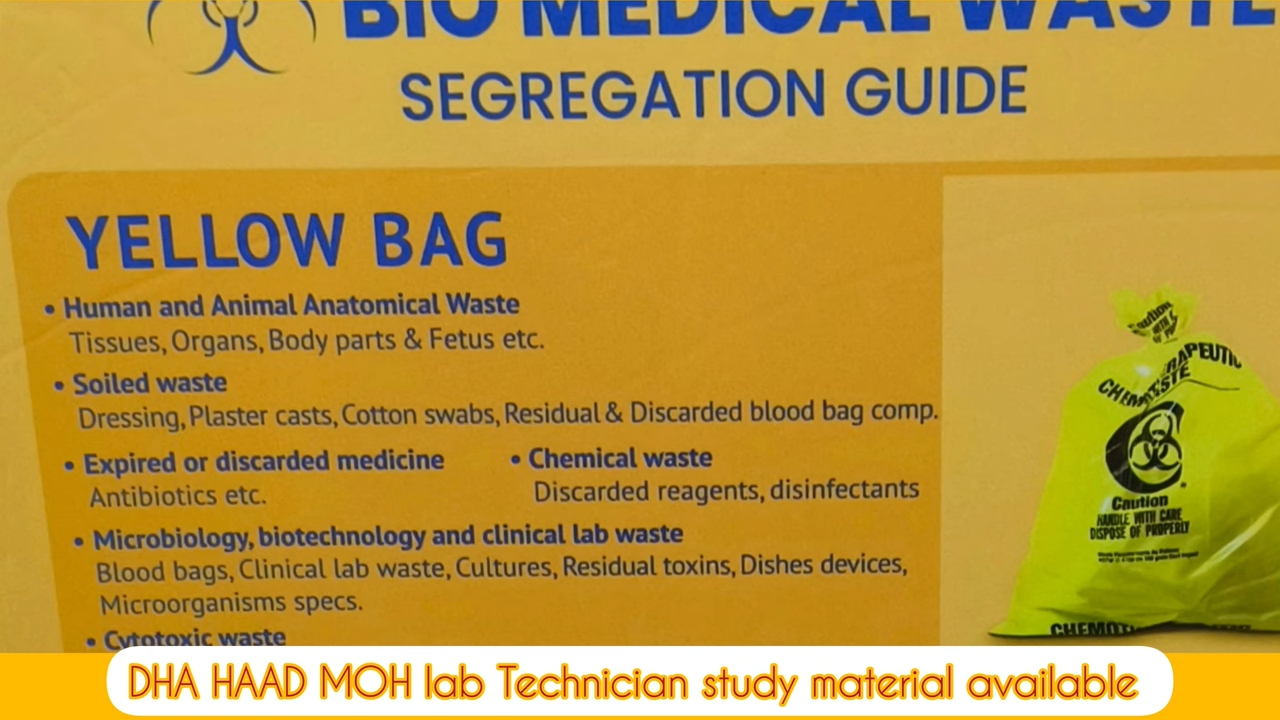 BIO MEDICAL WASTE
SEGREGATION GUIDE
YELLOW BAG
• Human and Animal Anatomical Waste
Tissues, Organs, Body parts & Fetus etc.
• Soiled waste
Dressing, Plaster casts, Cotton swabs, Residual & Discarded blood bag comp.
• Expired or discarded medicine
Antibiotics etc.
• Chemical waste
Discarded reagents, disinfectants
• Microbiology, biotechnology and clinical lab waste
Blood bags, Clinical lab waste, Cultures, Residual toxins, Dishes devices,
Microorganisms specs.
• Cytotoxic waste
Caution
HANDLE WITH CARE
DISPOSE OF PROPERLY
DHA HAAD MOH lab Technician study material available